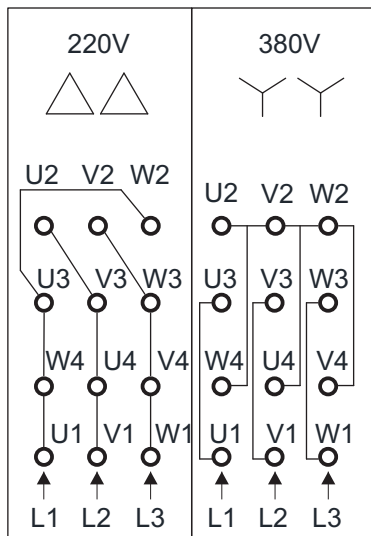 220V 380V
U2 V2 W2 U2 V2 W2
U3 V3 W3 U3 V3 W3
W4 U4 V4 W4 U4 V4
U1 V1 W1 U1 V1 W1
L1 L2 L3 L1 L2 L3